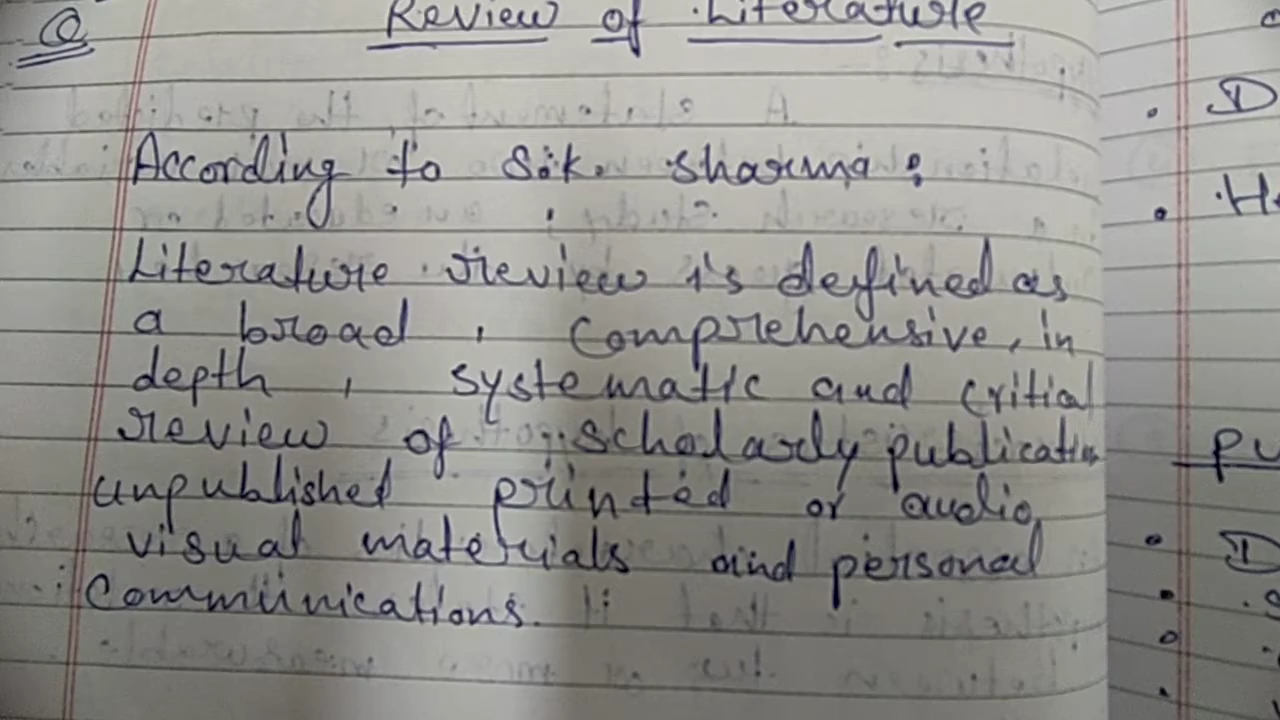 Q
Review of Literature
According to S.K. Sharma :
Literature review is defined as
a broad , comprehensive, in
depth , systematic and critical
review of scholarly publication
unpublished printed or audio,
visual materials and personal
communications.